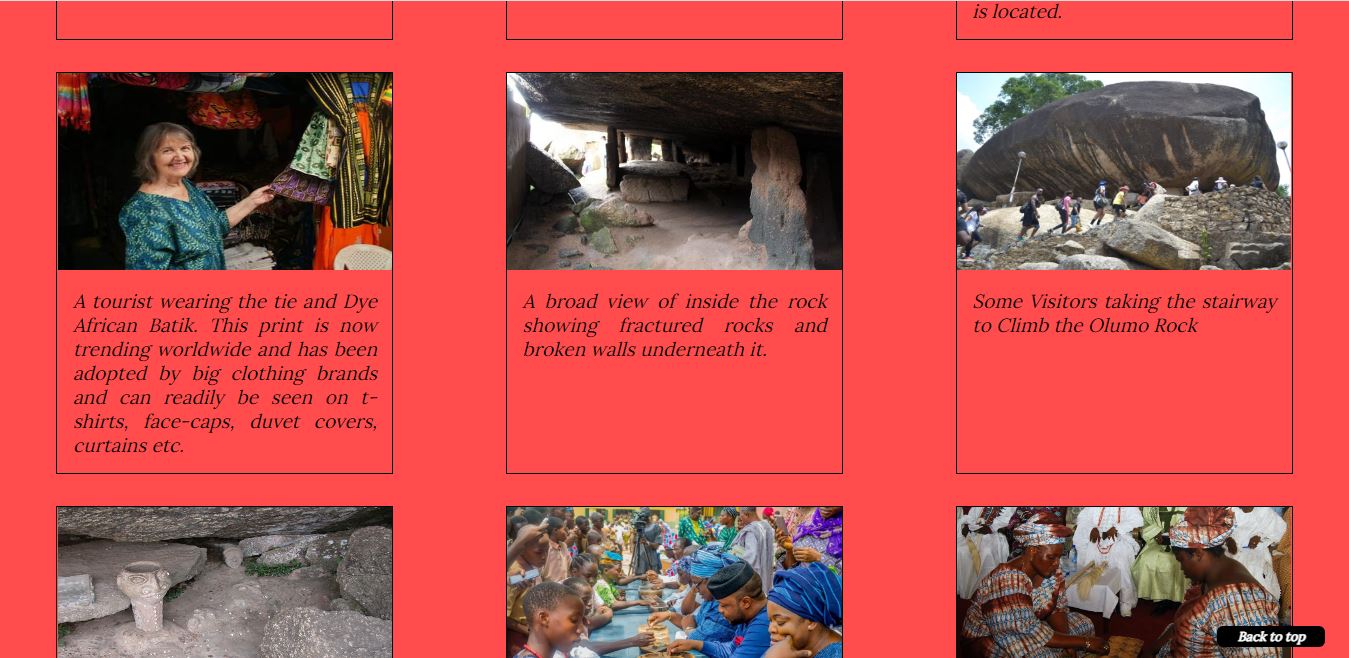 is located.
A tourist wearing the tie and Dye
African Batik. This print is now
trending worldwide and has been
adopted by big clothing brands
and can readily be seen on t-
shirts, face-caps, duvet covers,
curtains etc.
A broad view of inside the rock
showing fractured rocks and
broken walls underneath it.
Some Visitors taking the stairway
to Climb the Olumo Rock
Back to top